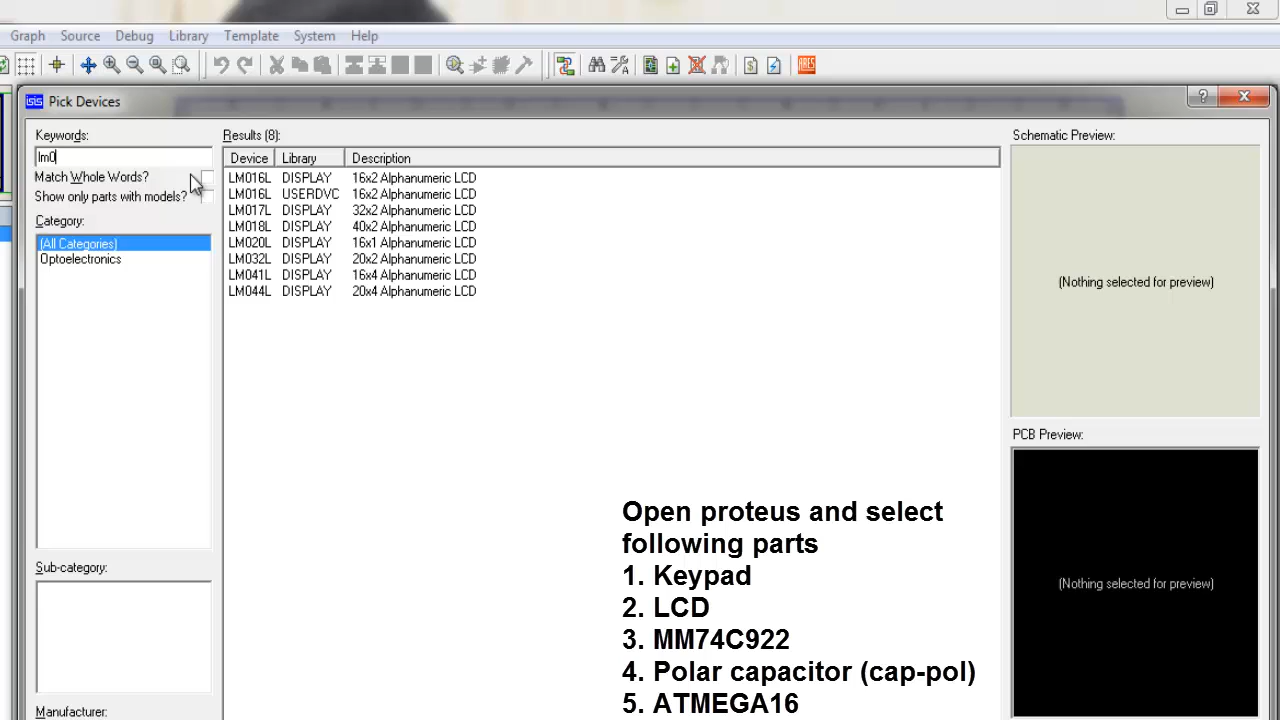 Graph Source Debug Library Template System Help
ARES
isis Pick Devices
Keywords:
lm0
Match Whole Words?
Show only parts with models?
Category:
(All Categories)
Optoelectronics
Sub-category:
Manufacturer:
Results (8):
Device Library Description
LM016L DISPLAY 16x2 Alphanumeric LCD
LM016L USERDVC 16x2 Alphanumeric LCD
LM017L DISPLAY 32x2 Alphanumeric LCD
LM018L DISPLAY 40x2 Alphanumeric LCD
LM020L DISPLAY 16x1 Alphanumeric LCD
LM032L DISPLAY 20x2 Alphanumeric LCD
LM041L DISPLAY 16x4 Alphanumeric LCD
LM044L DISPLAY 20x4 Alphanumeric LCD
Schematic Preview:
(Nothing selected for preview)
PCB Preview:
(Nothing selected for preview)
Open proteus and select
following parts
1. Keypad
2. LCD
3. MM74C922
4. Polar capacitor (cap-pol)
5. ATMEGA16